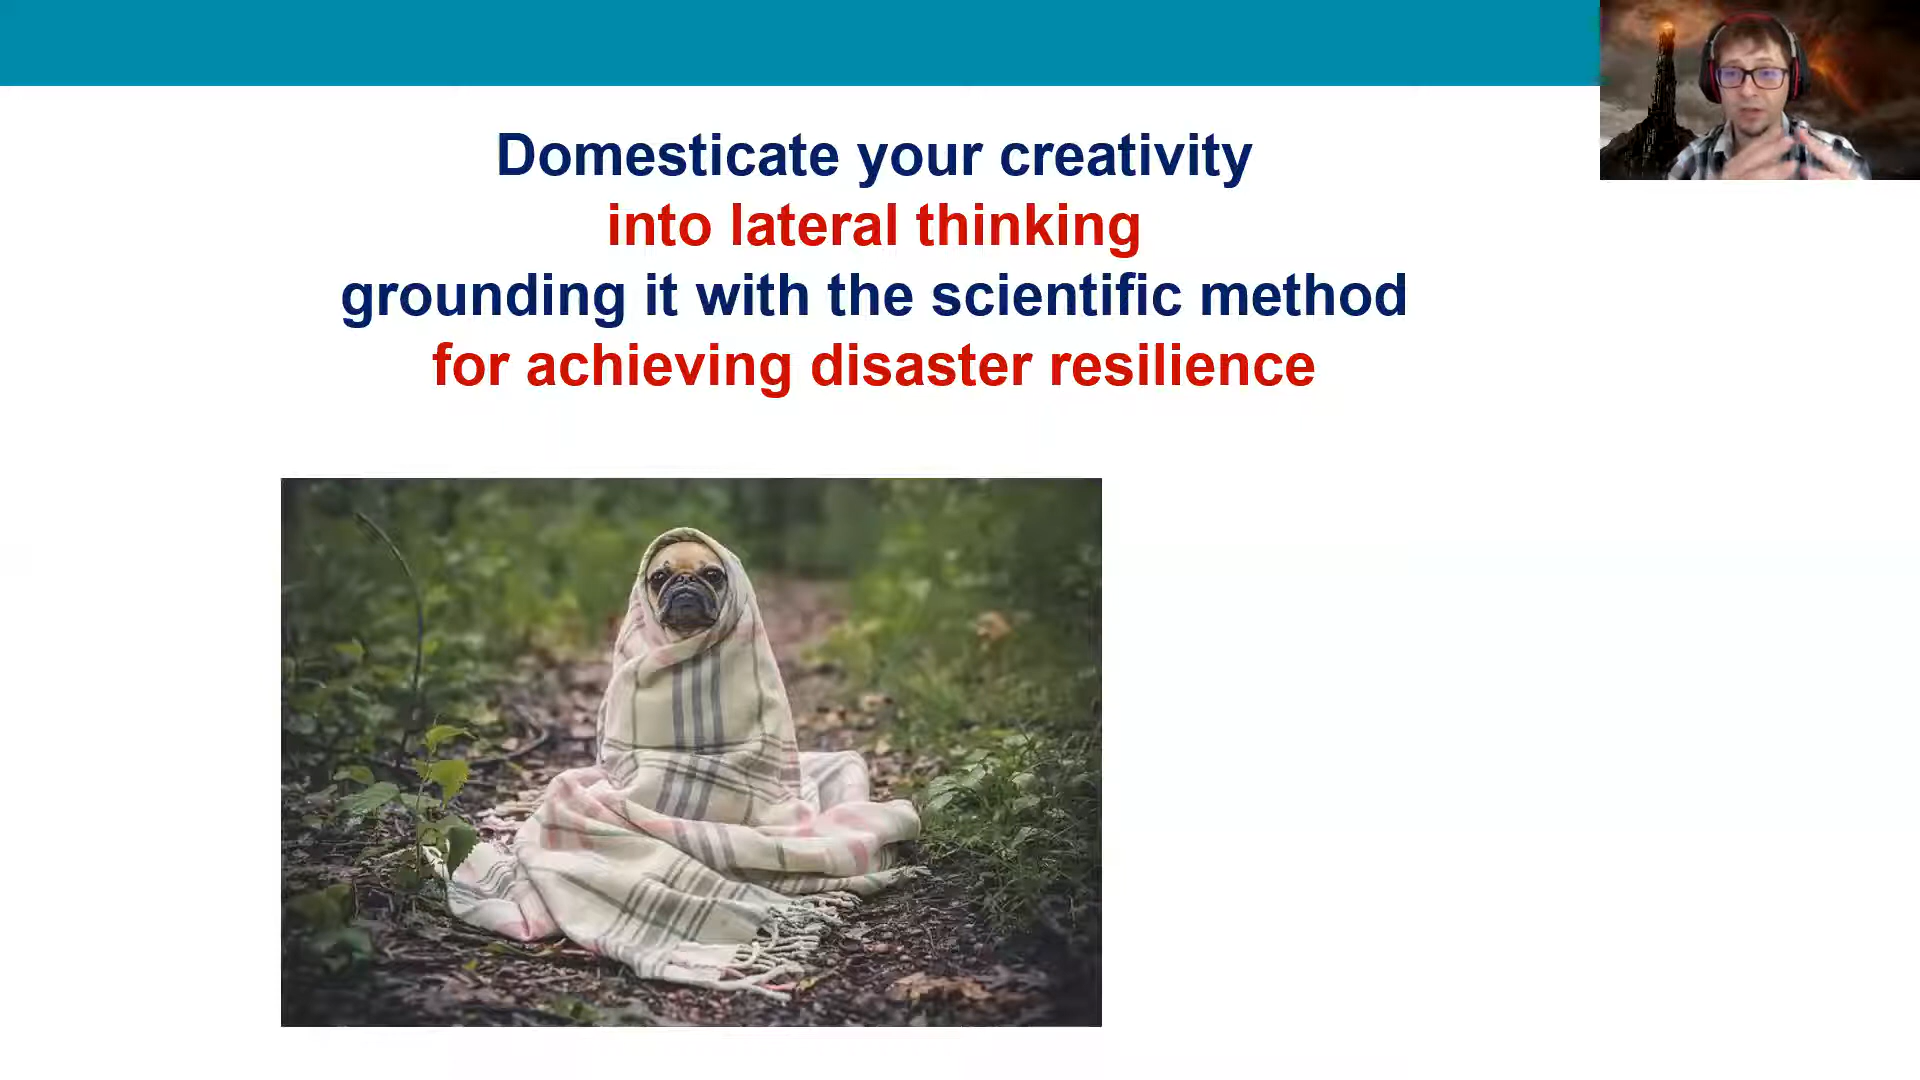 Domesticate your creativity
into lateral thinking
grounding it with the scientific method
for achieving disaster resilience